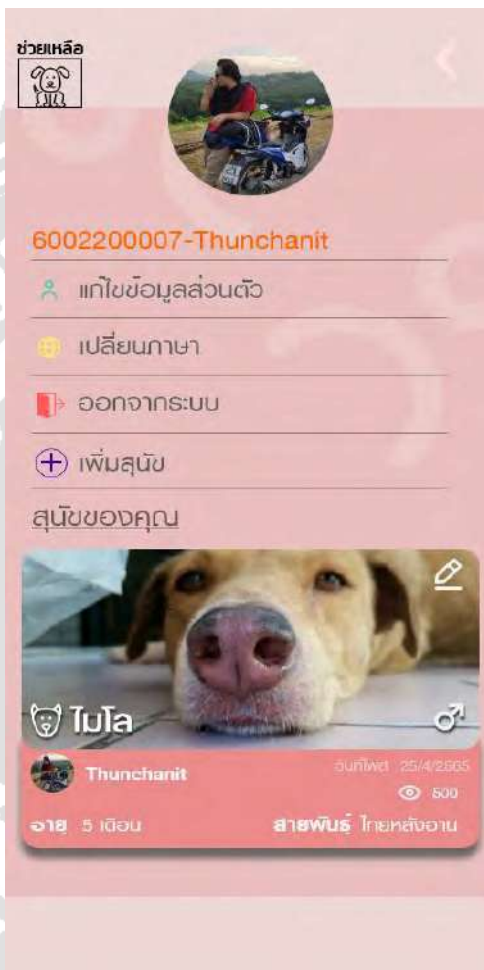 ช่วยเหลือ
6002200007-Thunchanit
แก้ไขข้อมูลส่วนตัว
เปลี่ยนภาษา
ออกจากระบบ
เพิ่มสุนัข
สุนัขของคุณ
ไมโล
Thunchanit
วันที่โพต 25/4/2565
500
อายุ 5 เดือน
สายพันธุ์ ไทยหลังอาน